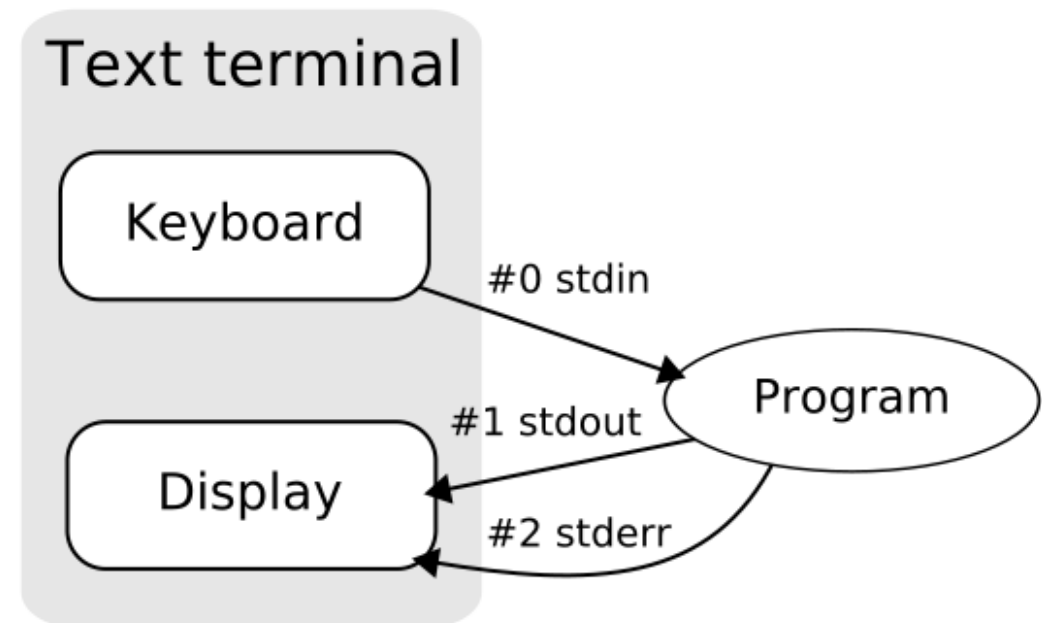 Text terminal
Keyboard
#0 stdin
Program
#1 stdout
Display
#2 stderr